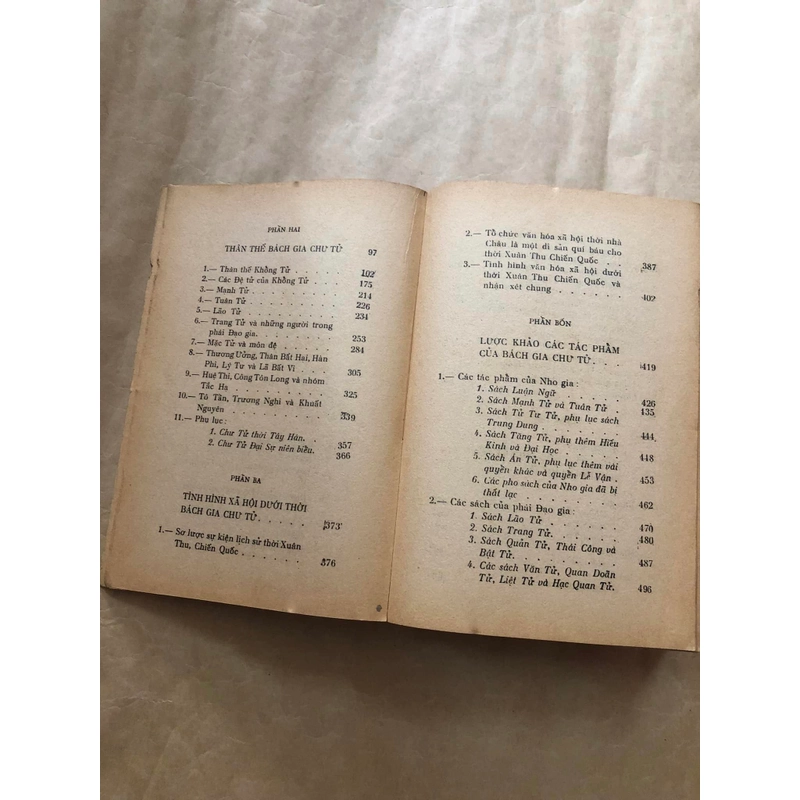 PHẦN HAI
THÂN THẾ BÁCH GIA CHƯ TỬ 97
1.— Thân thế Khổng Tử . . . . . 102
2.— Các Đệ tử của Khổng Tử . . . . 175
3.— Mạnh Tử . . . . . . . . 214
4.— Tuân Tử . . . . . . . . 226
5.— Lão Tử . . . . . . . . 234
6.— Trang Tử và những người trong
phái Đạo gia. . . . . . . . 253
7.— Mặc Tử và môn đệ . . . . . 284
8.— Thương Ưởng, Thân Bất Hai, Hàn
Phi, Lý Tư và Lã Bất Vi . . . . 305
9.— Huệ Thi, Công Tôn Long và nhóm
Tắc Hạ . . . . . . . . 325
10.— Tô Tần, Trương Nghi và Khuất
Nguyên . . . . . . . . 339
11.— Phụ lục :
1. Chư Tử thời Tây Hán. . . . 357
2. Chư Tử Đại Sự niên biểu. . . 366
PHẦN BA
TÌNH HÌNH XÃ HỘI DƯỚI THỜI
BÁCH GIA CHƯ TỬ . . . . . 373
1.— Sơ lược sự kiện lịch sử thời Xuân
Thu, Chiến Quốc . . . . . . 376
2.— Tổ chức văn hóa xã hội thời nhà
Châu là một di sản quí báu cho
thời Xuân Thu Chiến Quốc . . . 387
3.— Tình hình văn hóa xã hội dưới
thời Xuân Thu Chiến Quốc và
nhận xét chung . . . . . . 402
PHẦN BỐN
LƯỢC KHẢO CÁC TÁC PHẨM
CỦA BÁCH GIA CHƯ TỬ . . . . 419
1.— Các tác phẩm của Nho gia :
1. Sách Luận Ngữ . . . . . . 426
2. Sách Mạnh Tử và Tuân Tử . . . 135
3. Sách Tử Tư Tử, phụ lục sách
Trung Dung . . . . . . . 444
4. Sách Tăng Tử, phụ thêm Hiếu
Kinh và Đại Học . . . . . . 448
5. Sách Án Tử, phụ lục thêm vài
quyển khúc và quyển Lễ Vận . . 453
6. Các pho sách của Nho gia đã bị
thất lạc . . . . . . . . 462
2.— Các sách của phái Đạo gia :
1. Sách Lão Tử . . . . . . . 470
2. Sách Trang Tử . . . . . . 480
3. Sách Quản Tử, Thái Công và
Bật Tử. . . . . . . . . 487
4. Các sách Văn Tử, Quan Doãn
Tử, Liệt Tử và Hạc Quan Tử. . 496